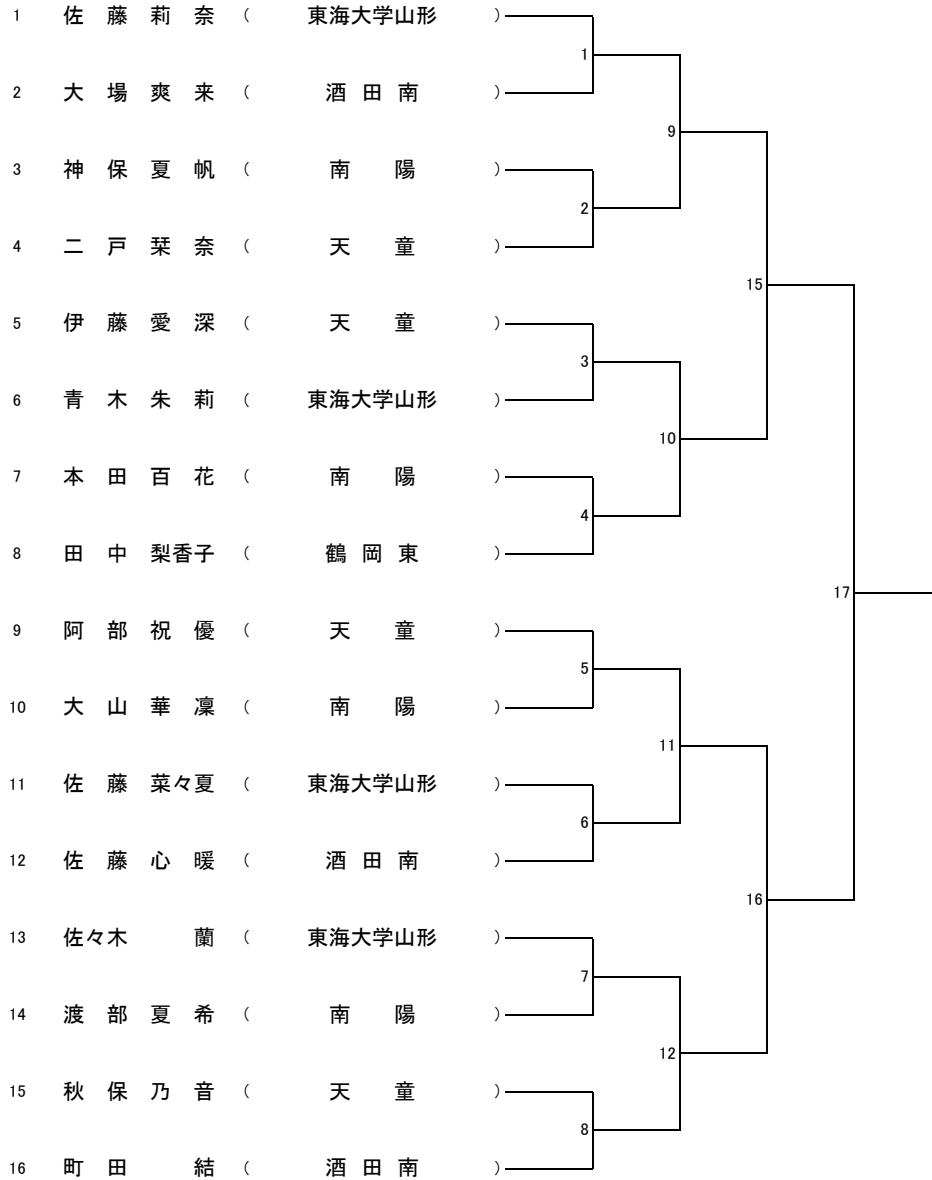 1 佐藤莉奈 ( 東海大学山形 )
1
2 大場爽来 ( 酒田南 )
9
3 神保夏帆 ( 南陽 )
2
4 二戸栞奈 ( 天童 )
15
5 伊藤愛深 ( 天童 )
3
6 青木朱莉 ( 東海大学山形 )
10
7 本田百花 ( 南陽 )
4
8 田中梨香子 ( 鶴岡東 )
17
9 阿部祝優 ( 天童 )
5
10 大山華凜 ( 南陽 )
11
11 佐藤菜々夏 ( 東海大学山形 )
6
12 佐藤心暖 ( 酒田南 )
16
13 佐々木蘭 ( 東海大学山形 )
7
14 渡部夏希 ( 南陽 )
12
15 秋保乃音 ( 天童 )
8
16 町田結 ( 酒田南 )